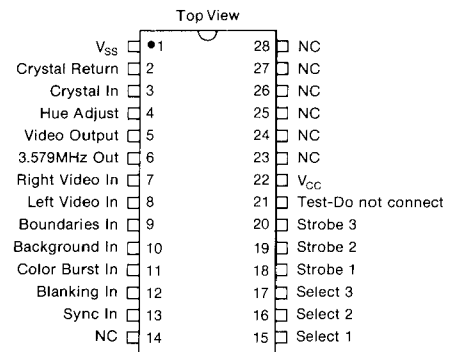 Top View
V_SS 1 28 NC
Crystal Return 2 27 NC
Crystal In 3 26 NC
Hue Adjust 4 25 NC
Video Output 5 24 NC
3.579MHz Out 6 23 NC
Right Video In 7 22 V_CC
Left Video In 8 21 Test-Do not connect
Boundaries In 9 20 Strobe 3
Background In 10 19 Strobe 2
Color Burst In 11 18 Strobe 1
Blanking In 12 17 Select 3
Sync In 13 16 Select 2
NC 14 15 Select 1